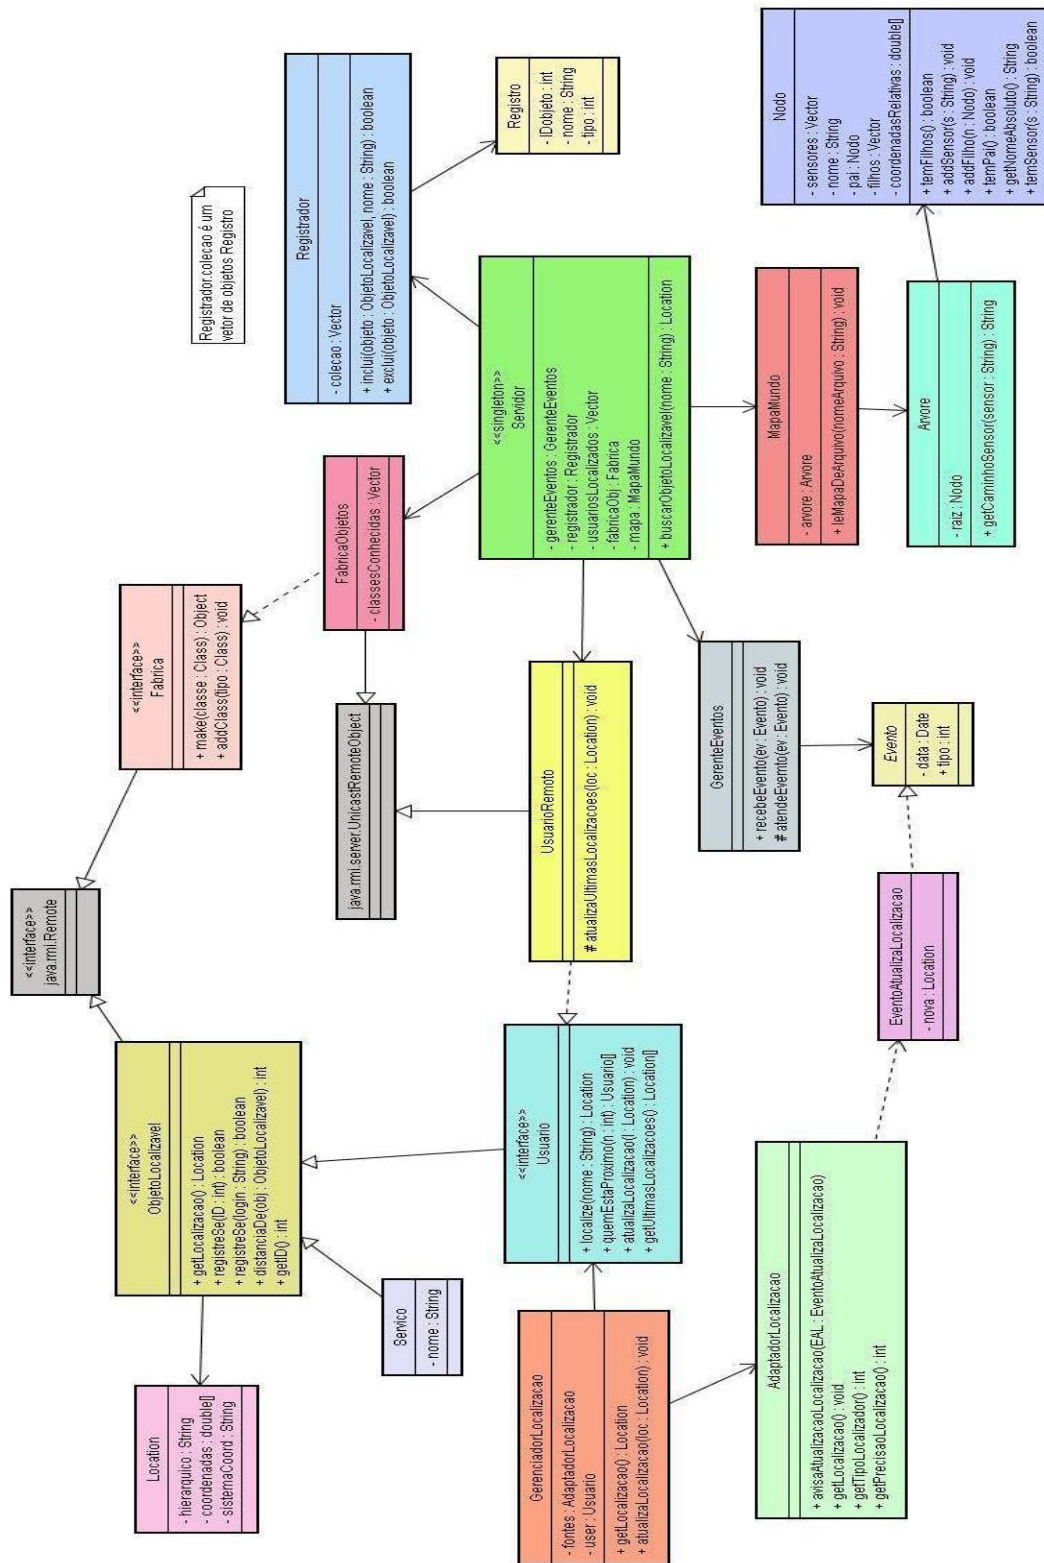 Location
- hierarquico : String
- coordenadas : double[]
- sistemaCoord : String
<<interface>>
ObjetoLocalizavel
+ getLocalizacao() : Location
+ registreSe(ID : int) : boolean
+ registreSe(login : String) : boolean
+ distanciaDe(obj : ObjetoLocalizavel) : int
+ getID() : int
<<interface>>
java.rmi.Remote
<<interface>>
Fabrica
+ make(classe : Class) : Object
+ addClass(tipo : Class) : void
Registrador.colecao é um
vetor de objetos Registro
Registrador
- colecao : Vector
+ inclui(objeto : ObjetoLocalizavel, nome : String) : boolean
+ exclui(objeto : ObjetoLocalizavel) : boolean
Servico
- nome : String
java.rmi.server.UnicastRemoteObject
FabricaObjetos
- classesConhecidas : Vector
Registro
- IDobjeto : int
- nome : String
- tipo : int
GerenciadorLocalizacao
- fontes : AdaptadorLocalizacao
- user : Usuario
+ getLocalizacao() : Location
+ atualizaLocalizacao(loc : Location) : void
<<interface>>
Usuario
+ localize(nome : String) : Location
+ quemEstaProximo(n : int) : Usuario[]
+ atualizaLocalizacao(l : Location) : void
+ getUltimasLocalizacoes() : Location[]
UsuarioRemoto
# atualizaUltimasLocalizacoes(loc : Location) : void
<<singleton>>
Servidor
- gerenteEventos : GerenteEventos
- registrador : Registrador
- usuariosLocalizados : Vector
- fabricaObj : Fabrica
- mapa : MapaMundo
+ buscarObjetoLocalizavel(nome : String) : Location
AdaptadorLocalizacao
+ avisaAtualizacaoLocalizacao(EAL : EventoAtualizaLocalizacao)
+ getLocalizacao() : void
+ getTipoLocalizador() : int
+ getPrecisaoLocalizacao() : int
EventoAtualizaLocalizacao
- nova : Location
GerenteEventos
+ recebeEvento(ev : Evento) : void
# atendeEvemto(ev : Evento) : void
Evento
- data : Date
+ tipo : int
MapaMundo
- arvore : Arvore
+ leMapaDeArquivo(nomeArquivo : String) : void
Arvore
- raiz : Nodo
+ getCaminhoSensor(sensor : String) : String
Nodo
- sensores : Vector
- nome : String
- pai : Nodo
- filhos : Vector
- coordenadasRelativas : double[]
+ temFilhos() : boolean
+ addSensor(s : String) : void
+ addFilho(n : Nodo) : void
+ temPai() : boolean
+ getNomeAbsoluto() : String
+ temSensor(s : String) : boolean